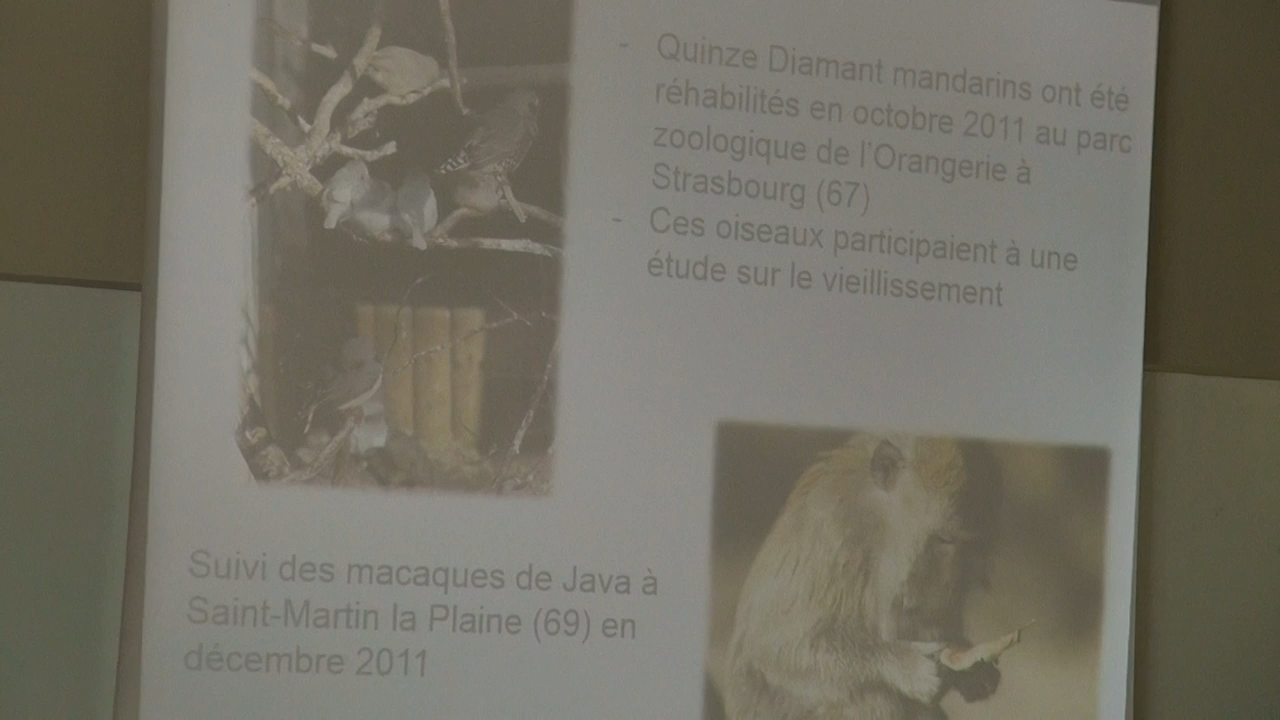 - Quinze Diamant mandarins ont été
réhabilités en octobre 2011 au parc
zoologique de l'Orangerie à
Strasbourg (67)
- Ces oiseaux participaient à une
étude sur le vieillissement
Suivi des macaques de Java à
Saint-Martin la Plaine (69) en
décembre 2011